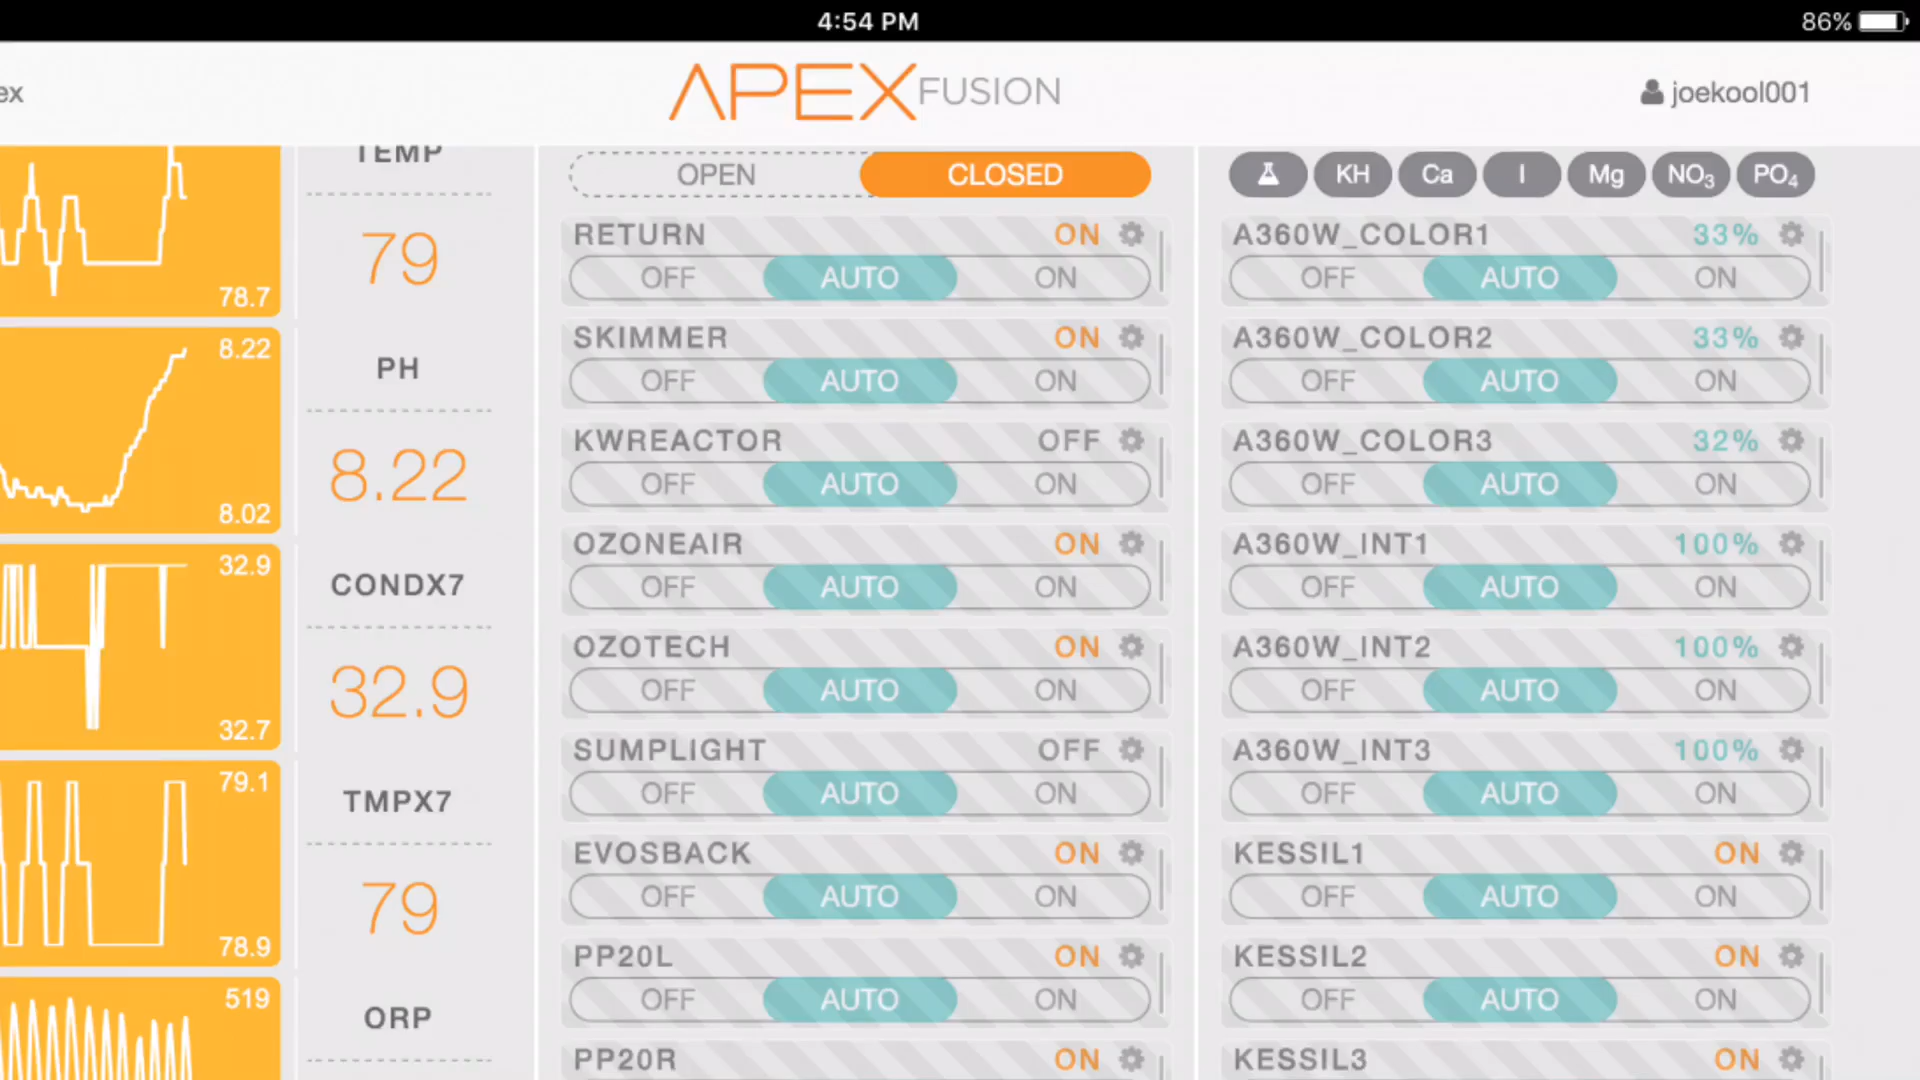 4:54 PM
86%
ex
APEX FUSION
joekool001
78.7
8.22
8.02
32.9
32.7
79.1
78.9
519
TEMP
79
PH
8.22
CONDX7
32.9
TMPX7
79
ORP
OPEN CLOSED
RETURN ON
OFF AUTO ON
SKIMMER ON
OFF AUTO ON
KWREACTOR OFF
OFF AUTO ON
OZONEAIR ON
OFF AUTO ON
OZOTECH ON
OFF AUTO ON
SUMPLIGHT OFF
OFF AUTO ON
EVOSBACK ON
OFF AUTO ON
PP20L ON
OFF AUTO ON
PP20R ON
KH Ca I Mg NO₃ PO₄
A360W_COLOR1 33%
OFF AUTO ON
A360W_COLOR2 33%
OFF AUTO ON
A360W_COLOR3 32%
OFF AUTO ON
A360W_INT1 100%
OFF AUTO ON
A360W_INT2 100%
OFF AUTO ON
A360W_INT3 100%
OFF AUTO ON
KESSIL1 ON
OFF AUTO ON
KESSIL2 ON
OFF AUTO ON
KESSIL3 ON